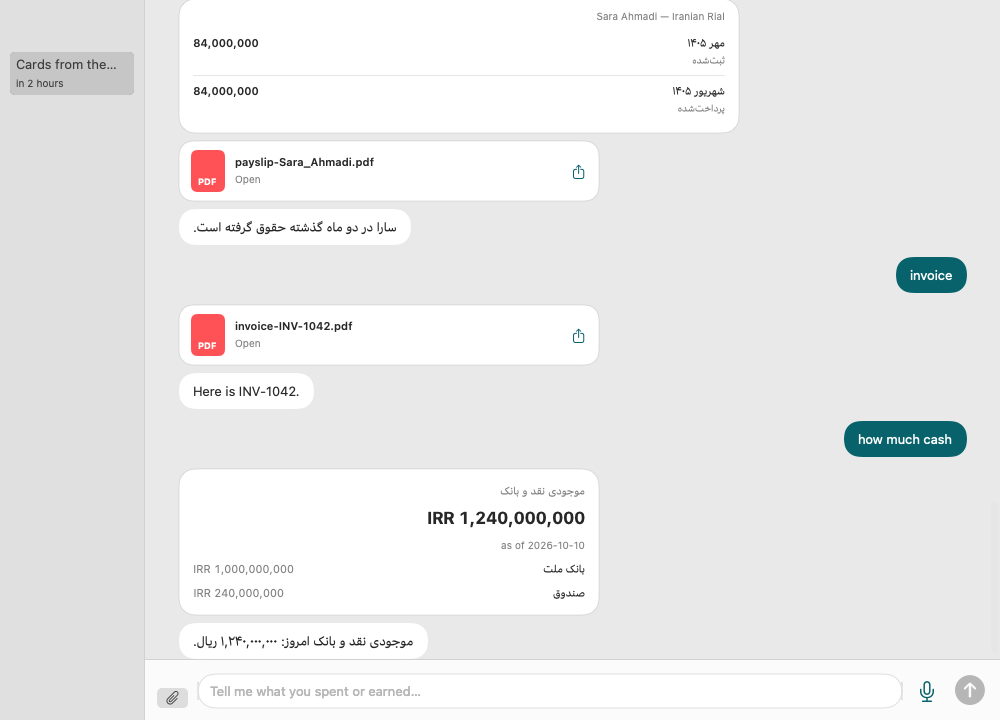 Cards from the...
in 2 hours
Sara Ahmadi — Iranian Rial
مهر ۱۴۰۵
84,000,000
ثبت‌شده
شهریور ۱۴۰۵
84,000,000
پرداخت‌شده
payslip-Sara_Ahmadi.pdf
PDF
Open
سارا در دو ماه گذشته حقوق گرفته است.
invoice
invoice-INV-1042.pdf
PDF
Open
Here is INV-1042.
how much cash
موجودی نقد و بانک
IRR 1,240,000,000
as of 2026-10-10
بانک ملت
IRR 1,000,000,000
صندوق
IRR 240,000,000
موجودی نقد و بانک امروز: ۱,۲۴۰,۰۰۰,۰۰۰ ریال.
Tell me what you spent or earned...